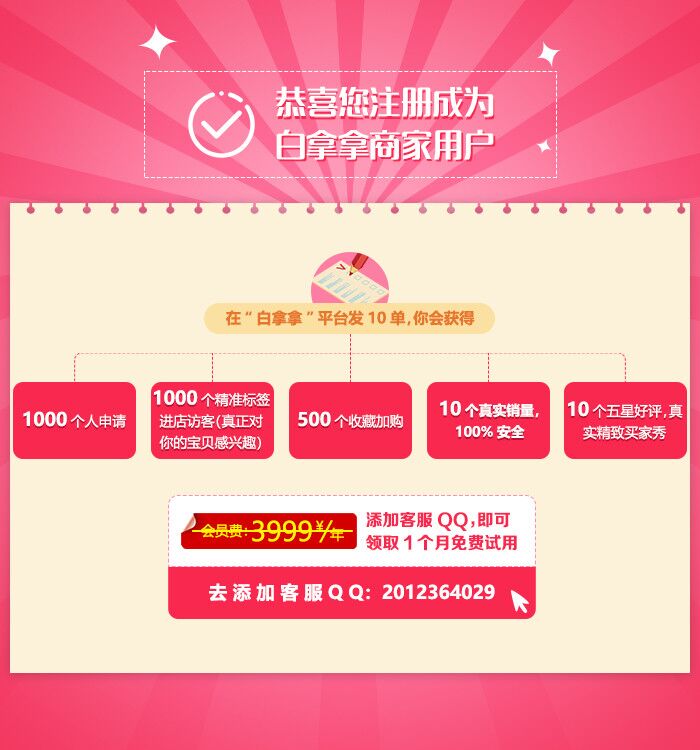 恭喜您注册成为
白拿拿商家用户
在“白拿拿”平台发10单,你会获得
1000个人申请
1000个精准标签
进店访客(真正对
你的宝贝感兴趣)
500个收藏加购
10个真实销量,
100%安全
10个五星好评,真
实精致买家秀
会员费:3999¥/年
添加客服QQ,即可
领取1个月免费试用
去添加客服QQ: 2012364029